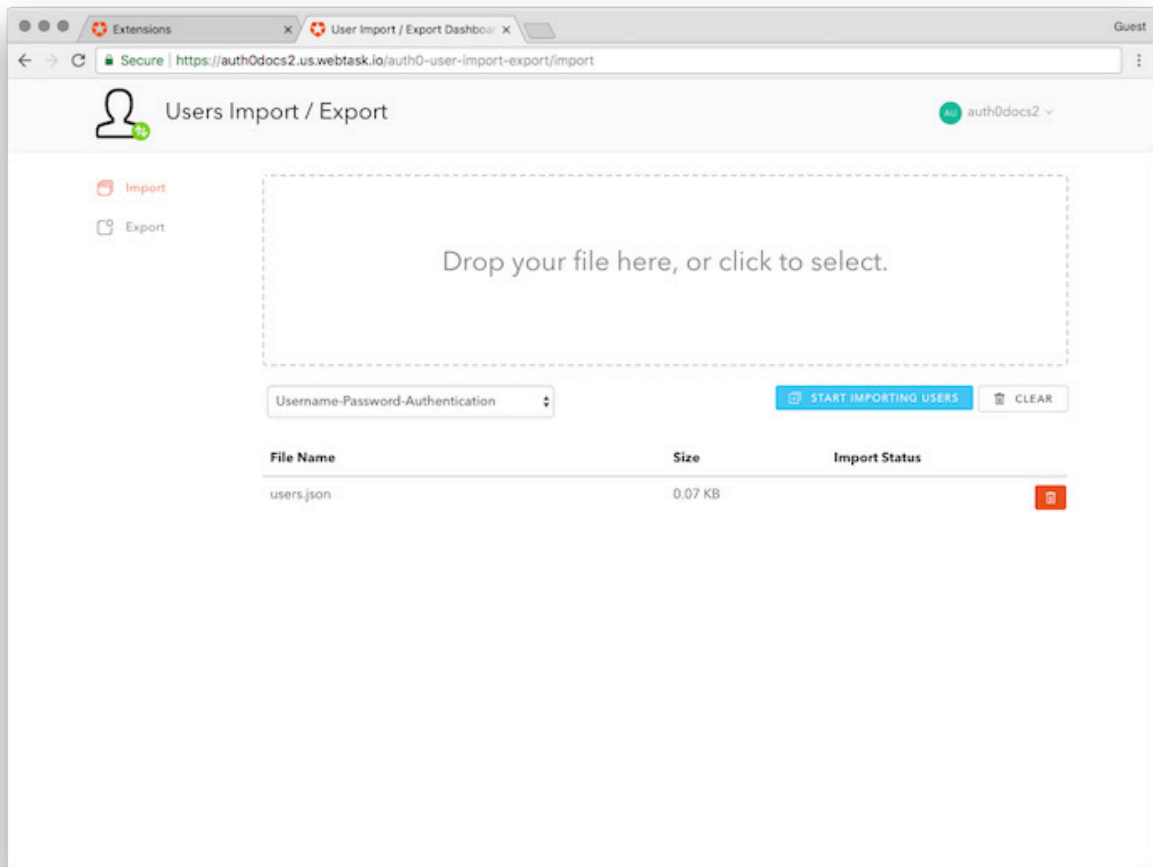 Extensions
User Import / Export Dashboar
Guest
Secure | https://auth0docs2.us.webtask.io/auth0-user-import-export/import
Users Import / Export
AU auth0docs2
Import
Export
Drop your file here, or click to select.
Username-Password-Authentication
START IMPORTING USERS
CLEAR
File Name Size Import Status
users.json 0.07 KB